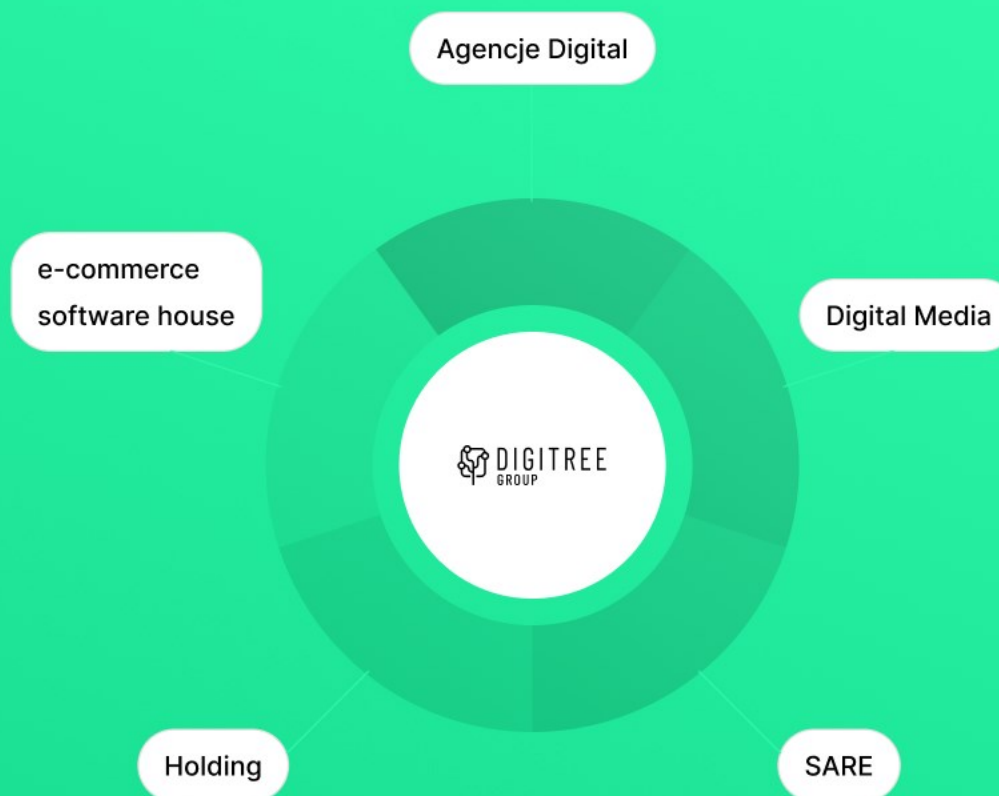 Agencje Digital
e-commerce
software house
Digital Media
DIGITREE
GROUP
Holding
SARE